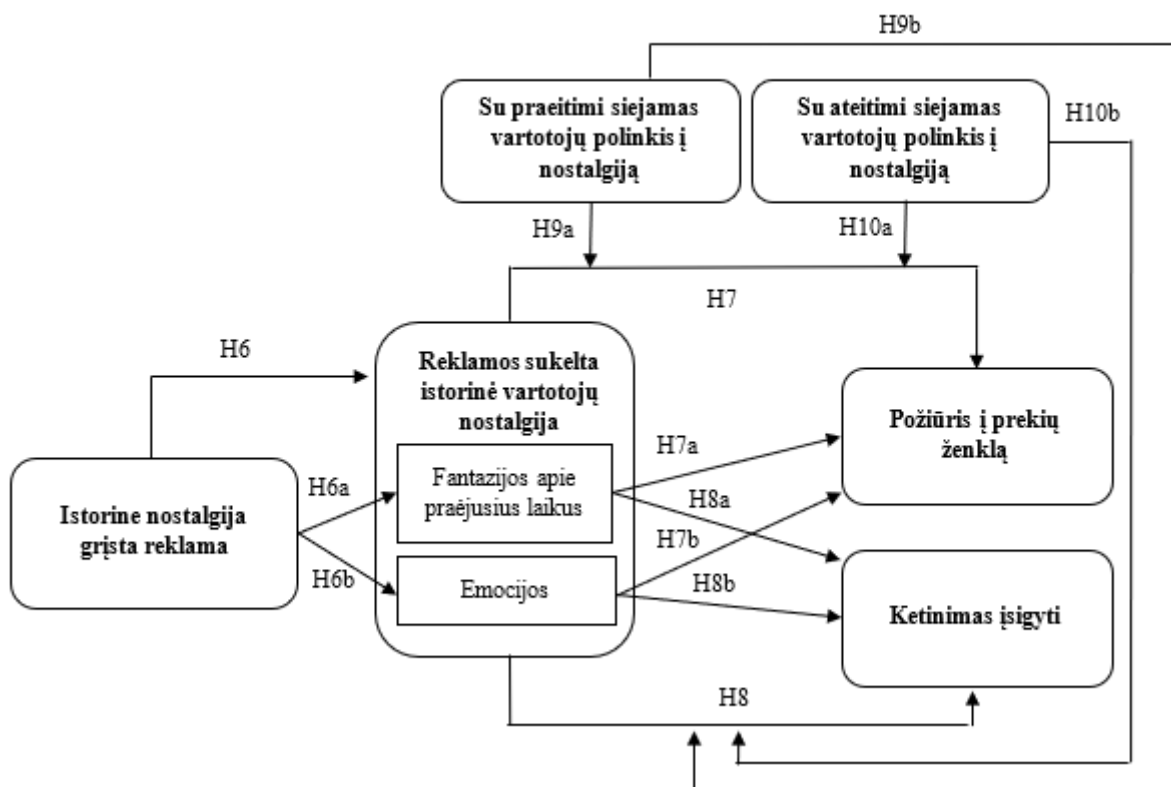 H9b
Su praeitimi siejamas
vartotojų polinkis į
nostalgiją
Su ateitimi siejamas
vartotojų polinkis į
nostalgiją
H10b
H9a
H10a
H7
H6
Reklamos sukelta
istorinė vartotojų
nostalgija
Požiūris į prekių
ženklą
H7a
Fantazijos apie
praėjusius laikus
H6a
H8a
Istorine nostalgija
grįsta reklama
H7b
H6b
Emocijos
H8b
Ketinimas įsigyti
H8